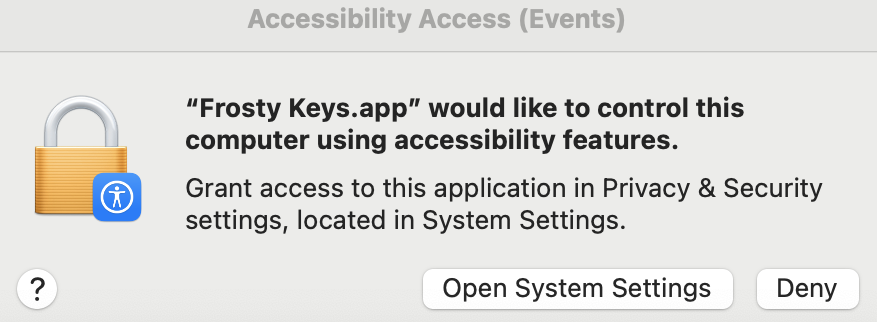 Accessibility Access (Events)
“Frosty Keys.app” would like to control this
computer using accessibility features.
Grant access to this application in Privacy & Security
settings, located in System Settings.
?
Open System Settings
Deny